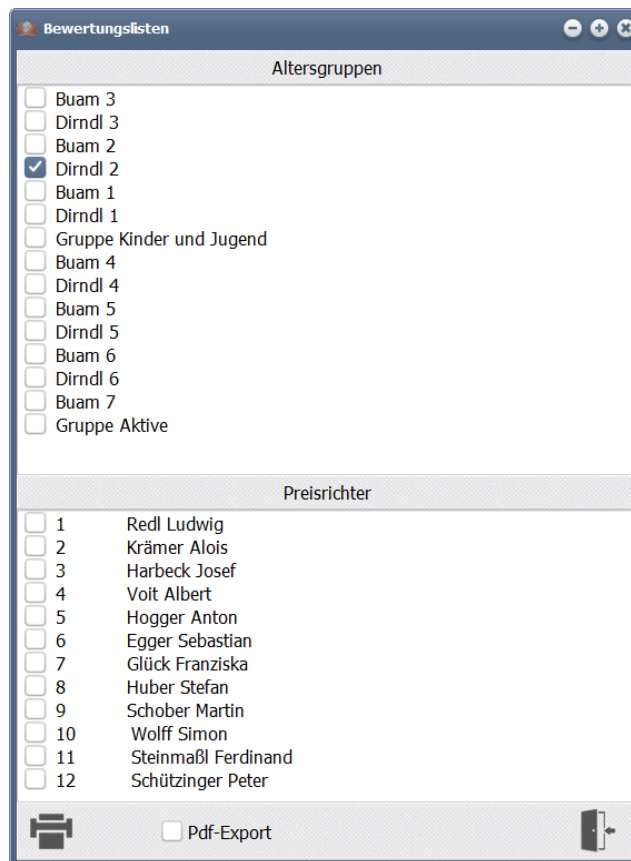 Bewertungslisten
Altersgruppen
Buam 3
Dirndl 3
Buam 2
Dirndl 2
Buam 1
Dirndl 1
Gruppe Kinder und Jugend
Buam 4
Dirndl 4
Buam 5
Dirndl 5
Buam 6
Dirndl 6
Buam 7
Gruppe Aktive
Preisrichter
1 Redl Ludwig
2 Krämer Alois
3 Harbeck Josef
4 Voit Albert
5 Hogger Anton
6 Egger Sebastian
7 Glück Franziska
8 Huber Stefan
9 Schober Martin
10 Wolff Simon
11 Steinmaßl Ferdinand
12 Schützinger Peter
Pdf-Export